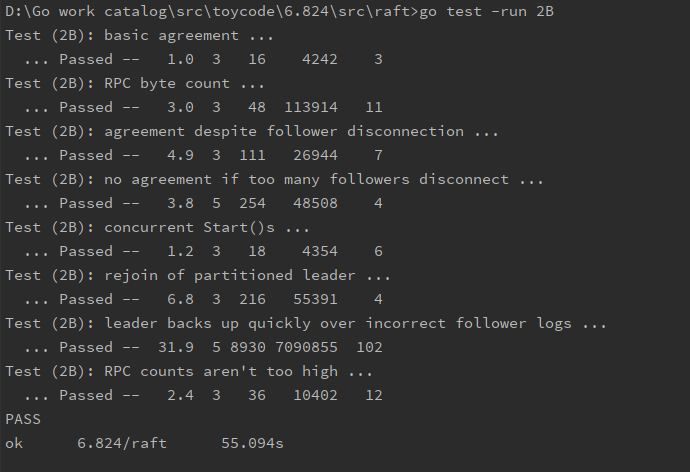 D:\Go work catalog\src\toycode\6.824\src\raft>go test -run 2B
Test (2B): basic agreement ...
  ... Passed --   1.0  3   16    4242    3
Test (2B): RPC byte count ...
  ... Passed --   3.0  3   48  113914   11
Test (2B): agreement despite follower disconnection ...
  ... Passed --   4.9  3  111   26944    7
Test (2B): no agreement if too many followers disconnect ...
  ... Passed --   3.8  5  254   48508    4
Test (2B): concurrent Start()s ...
  ... Passed --   1.2  3   18    4354    6
Test (2B): rejoin of partitioned leader ...
  ... Passed --   6.8  3  216   55391    4
Test (2B): leader backs up quickly over incorrect follower logs ...
  ... Passed --  31.9  5 8930 7090855  102
Test (2B): RPC counts aren't too high ...
  ... Passed --   2.4  3   36   10402   12
PASS
ok      6.824/raft      55.094s